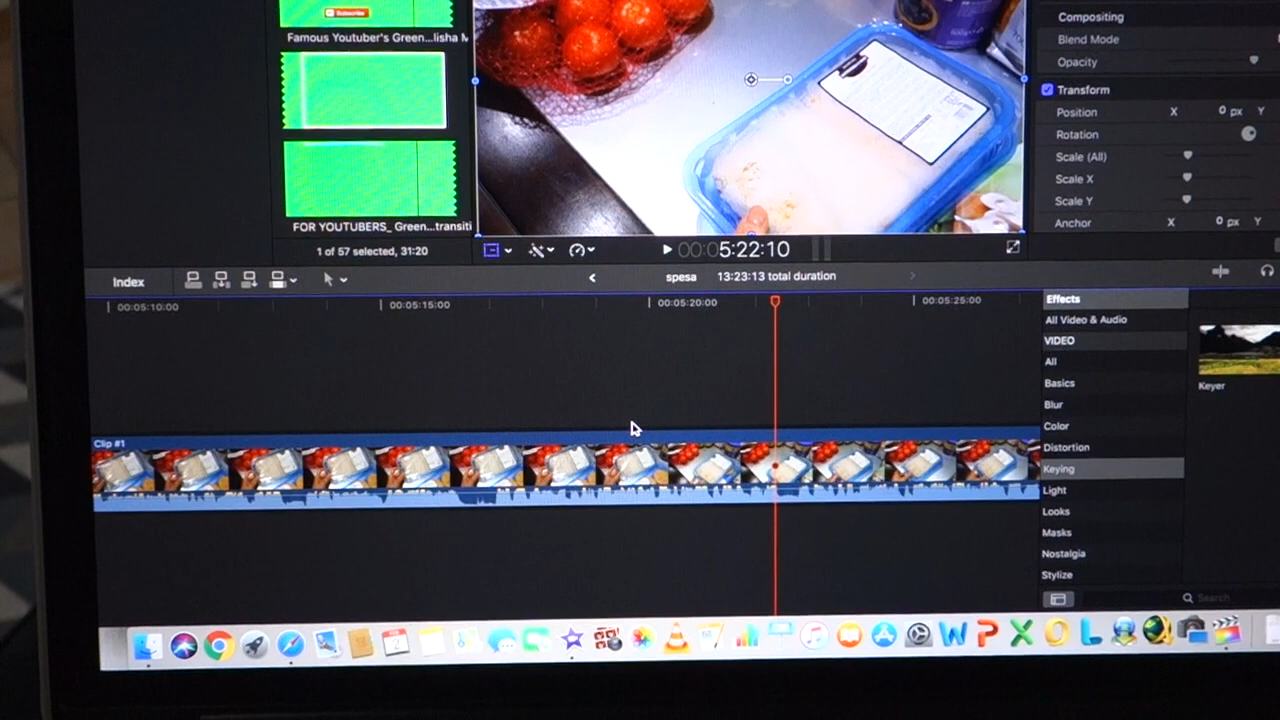 Subscribe
Famous Youtuber's Green...lisha M
FOR YOUTUBERS_ Green...transiti
1 of 57 selected, 31:20
00:05:22:10
Compositing
Blend Mode
Opacity
Transform
Position X 0 px Y
Rotation
Scale (All)
Scale X
Scale Y
Anchor X 0 px Y
Index
spesa 13:23:13 total duration
00:05:10:00 00:05:15:00 00:05:20:00 00:05:25:00
Clip #1
Effects
All Video & Audio
VIDEO
All
Basics
Blur
Color
Distortion
Keying
Light
Looks
Masks
Nostalgia
Stylize
Keyer
Search